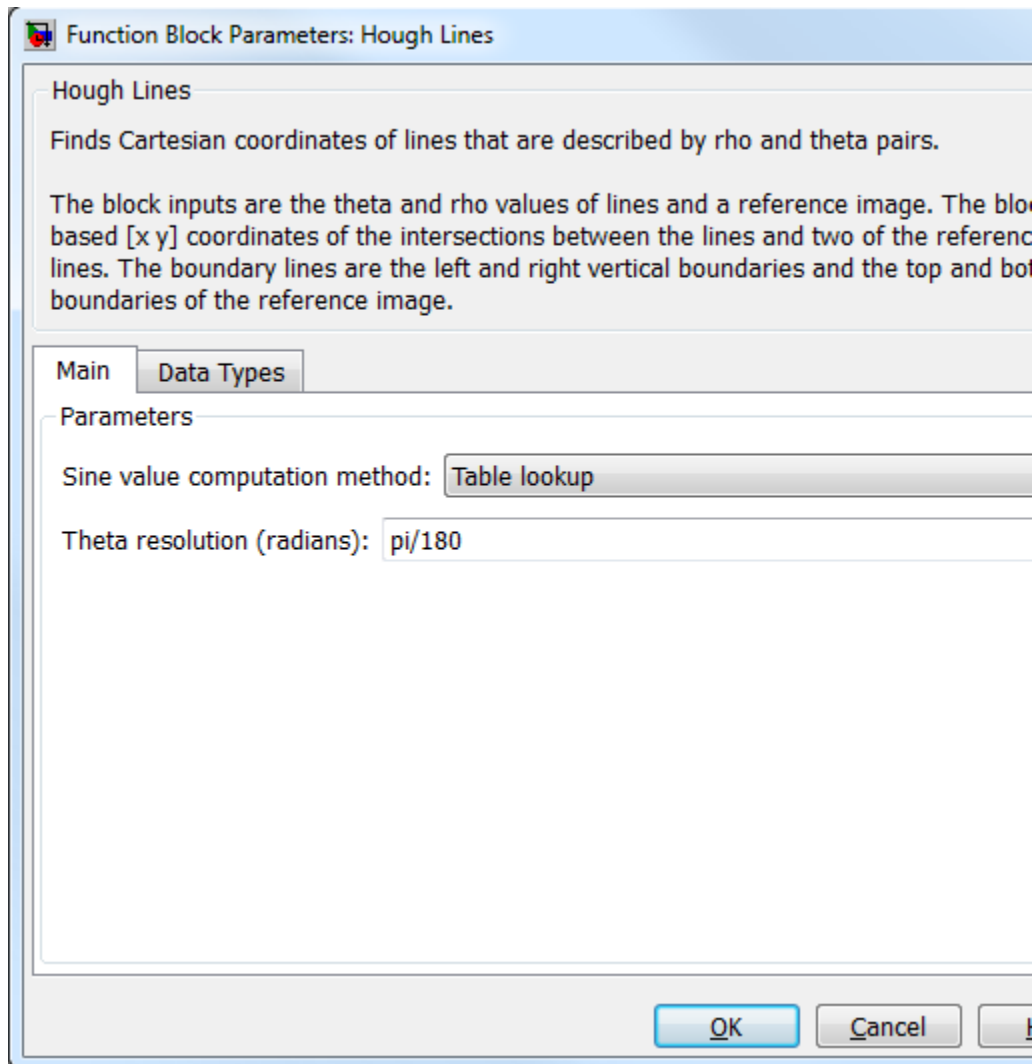 Function Block Parameters: Hough Lines
Hough Lines
Finds Cartesian coordinates of lines that are described by rho and theta pairs.
The block inputs are the theta and rho values of lines and a reference image. The
based [x y] coordinates of the intersections between the lines and two of the
lines. The boundary lines are the left and right vertical boundaries and the top and
boundaries of the reference image.
Main
Data Types
Parameters
Sine value computation method: Table lookup
Theta resolution (radians): pi/180
OK
Cancel